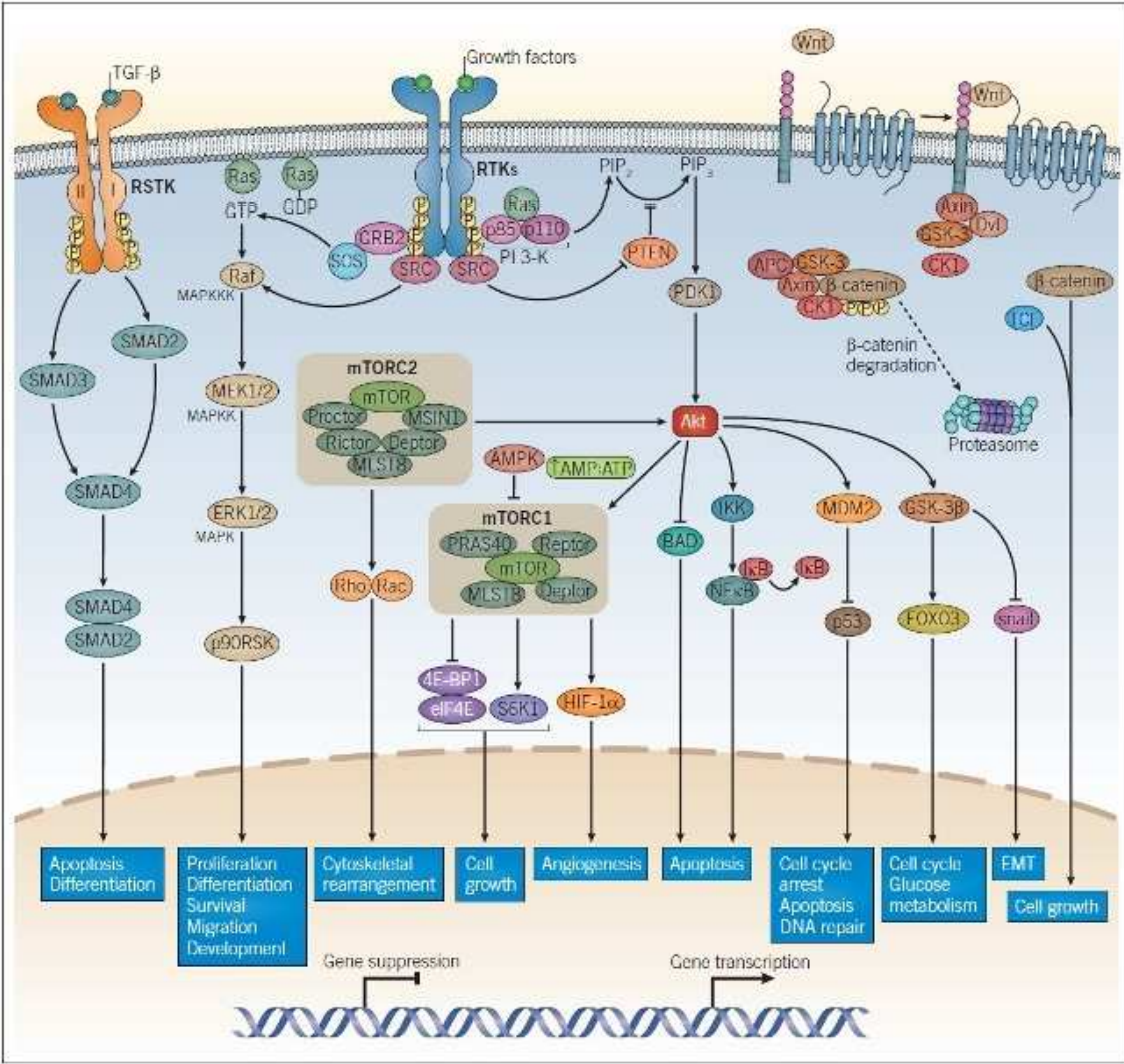 Wnt
TGF-β
Growth factors
Wnt
Ras
Ras
GTP
GDP
II
I
RSTK
RTKs
PIP2
PIP3
P
P
P
P
P
P
P
P
GRB2
SOS
SRC
SRC
p85
Ras
p110
PI 3-K
PTEN
Axin
GSK-3
Dvl
CK1
Raf
MAPKKK
PDK1
APC
GSK-3
Axin
β-catenin
CK1
P P P
β-catenin
TCF
β-catenin
degradation
Proteasome
SMAD2
SMAD3
MEK1/2
MAPKK
mTORC2
mTOR
Proctor
MSIN1
Rictor
Deptor
MLST8
Akt
AMPK
↑AMP:ATP
SMAD4
ERK1/2
MAPK
mTORC1
PRAS40
Reptor
mTOR
MLST8
Deptor
BAD
IKK
MDM2
GSK-3β
Rho
Rac
IκB
IκB
NFκB
SMAD4
SMAD2
p90RSK
p53
FOXO3
snail
4E-BP1
eIF4E
S6K1
HIF-1α
Apoptosis
Differentiation
Proliferation
Differentiation
Survival
Migration
Development
Cytoskeletal
rearrangement
Cell
growth
Angiogenesis
Apoptosis
Cell cycle
arrest
Apoptosis
DNA repair
Cell cycle
Glucose
metabolism
EMT
Cell growth
Gene suppression
Gene transcription